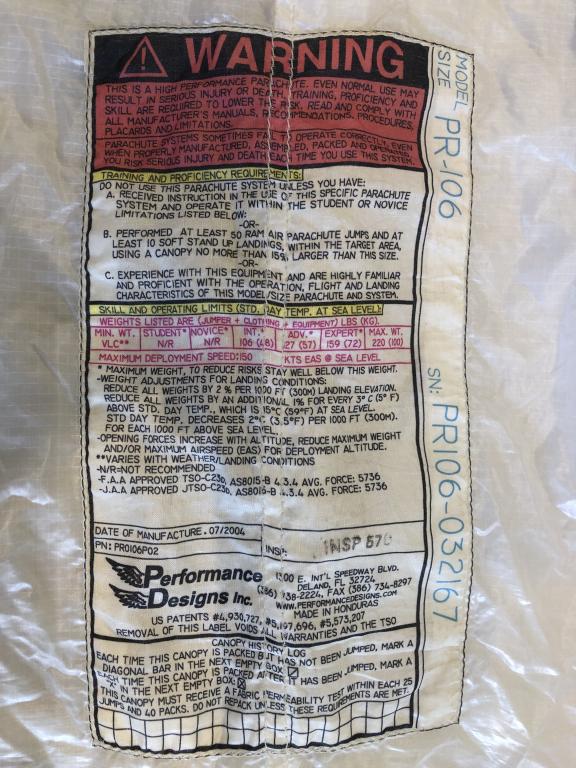 WARNING
THIS IS A HIGH PERFORMANCE PARACHUTE. EVEN NORMAL USE MAY
RESULT IN SERIOUS INJURY OR DEATH. TRAINING, PROFICIENCY AND
SKILL ARE REQUIRED TO LOWER THE RISK. READ AND COMPLY WITH
ALL MANUFACTURER'S MANUALS, RECOMMENDATIONS, PROCEDURES,
PLACARDS AND LIMITATIONS.
PARACHUTE SYSTEMS SOMETIMES FAIL TO OPERATE CORRECTLY, EVEN
WHEN PROPERLY MANUFACTURED, ASSEMBLED, PACKED AND OPERATED.
YOU RISK SERIOUS INJURY AND DEATH TIME YOU USE THIS SYSTEM.
TRAINING AND PROFICIENCY REQUIREMENTS:
DO NOT USE THIS PARACHUTE SYSTEM UNLESS YOU HAVE:
A. RECEIVED INSTRUCTION IN THE USE OF THIS SPECIFIC PARACHUTE
SYSTEM AND OPERATE IT WITHIN THE STUDENT OR NOVICE
LIMITATIONS LISTED BELOW:
-OR-
B. PERFORMED AT LEAST 50 RAM AIR PARACHUTE JUMPS AND AT
LEAST 10 SOFT STAND UP LANDINGS, WITHIN THE TARGET AREA,
USING A CANOPY NO MORE THAN 15% LARGER THAN THIS SIZE.
-OR-
C. EXPERIENCE WITH THIS EQUIPMENT AND ARE HIGHLY FAMILIAR
AND PROFICIENT WITH THE OPERATION, FLIGHT AND LANDING
CHARACTERISTICS OF THIS MODEL/SIZE PARACHUTE AND SYSTEM.
SKILL AND OPERATING LIMITS (STD. DAY TEMP. AT SEA LEVEL):
WEIGHTS LISTED ARE (JUMPER + CLOTHING + EQUIPMENT) LBS (KG).
MIN. WT. STUDENT* NOVICE* INT.* ADV.* EXPERT* MAX. WT.
VLC** N/R N/R 106 (48) 127 (57) 159 (72) 220 (100)
MAXIMUM DEPLOYMENT SPEED: 150 KTS EAS @ SEA LEVEL
* MAXIMUM WEIGHT, TO REDUCE RISKS STAY WELL BELOW THIS WEIGHT.
-WEIGHT ADJUSTMENTS FOR LANDING CONDITIONS:
REDUCE ALL WEIGHTS BY 2 % PER 1000 FT (300M) LANDING ELEVATION.
REDUCE ALL WEIGHTS BY AN ADDITIONAL 1% FOR EVERY 3° C (5° F)
ABOVE STD. DAY TEMP., WHICH IS 15°C (59°F) AT SEA LEVEL.
STD DAY TEMP. DECREASES 2°C (3.5°F) PER 1000 FT (300M).
FOR EACH 1000 FT ABOVE SEA LEVEL.
-OPENING FORCES INCREASE WITH ALTITUDE, REDUCE MAXIMUM WEIGHT
AND/OR MAXIMUM AIRSPEED (EAS) FOR DEPLOYMENT ALTITUDE.
**VARIES WITH WEATHER/LANDING CONDITIONS
-N/R=NOT RECOMMENDED
-F.A.A APPROVED TSO-C23D, AS8015-B 4.3.4 AVG. FORCE: 5736
-J.A.A APPROVED JTSO-C23D, AS8015-B 4.3.4 AVG. FORCE: 5736
DATE OF MANUFACTURE. 07/2004
PN: PR0106P02 INSP: INSP 570
Performance
Designs Inc.
1300 E. INT'L SPEEDWAY BLVD.
DELAND, FL 32724
(386) 738-2224, FAX (386) 734-8297
WWW.PERFORMANCEDESIGNS.COM
MADE IN HONDURAS
US PATENTS #4,930,727, #5,197,696, #5,573,207
REMOVAL OF THIS LABEL VOIDS ALL WARRANTIES AND THE TSO
CANOPY HISTORY LOG
EACH TIME THIS CANOPY IS PACKED BUT HAS NOT BEEN JUMPED, MARK A
DIAGONAL BAR IN THE NEXT EMPTY BOX
EACH TIME THIS CANOPY IS PACKED AFTER IT HAS BEEN JUMPED, MARK A
"X" IN THE NEXT EMPTY BOX:
THIS CANOPY MUST RECEIVE A FABRIC PERMEABILITY TEST WITHIN EACH 25
JUMPS AND 40 PACKS. DO NOT REPACK UNLESS THESE REQUIREMENTS ARE MET.
MODEL PR-106
SIZE
SN: PR106-032167